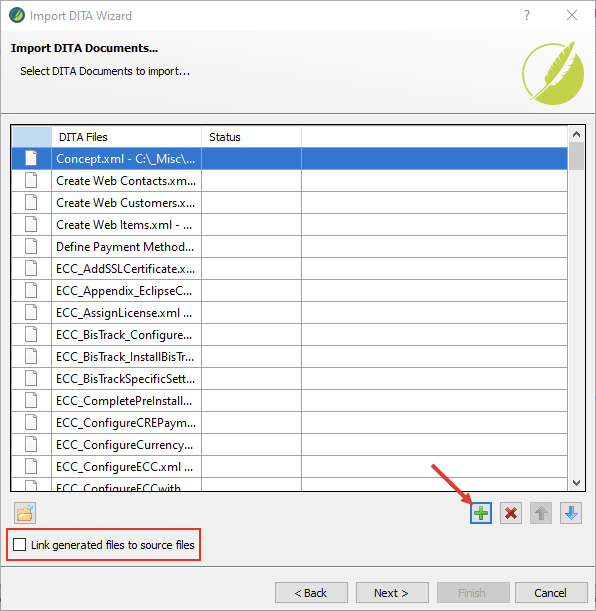 Import DITA Wizard
Import DITA Documents...
Select DITA Documents to import...
DITA Files Status
Concept.xml - C:\_Misc\...
Create Web Contacts.xm...
Create Web Customers.x...
Create Web Items.xml - ...
Define Payment Method...
ECC_AddSSLCertificate.x...
ECC_Appendix_EclipseC...
ECC_AssignLicense.xml ...
ECC_BisTrack_Configure...
ECC_BisTrack_InstallBisTr...
ECC_BisTrackSpecificSett...
ECC_CompletePreInstall...
ECC_ConfigureCREPaym...
ECC_ConfigureCurrency...
ECC_ConfigureECC.xml ...
ECC_ConfigureECCwith...
Link generated files to source files
< Back Next > Finish Cancel